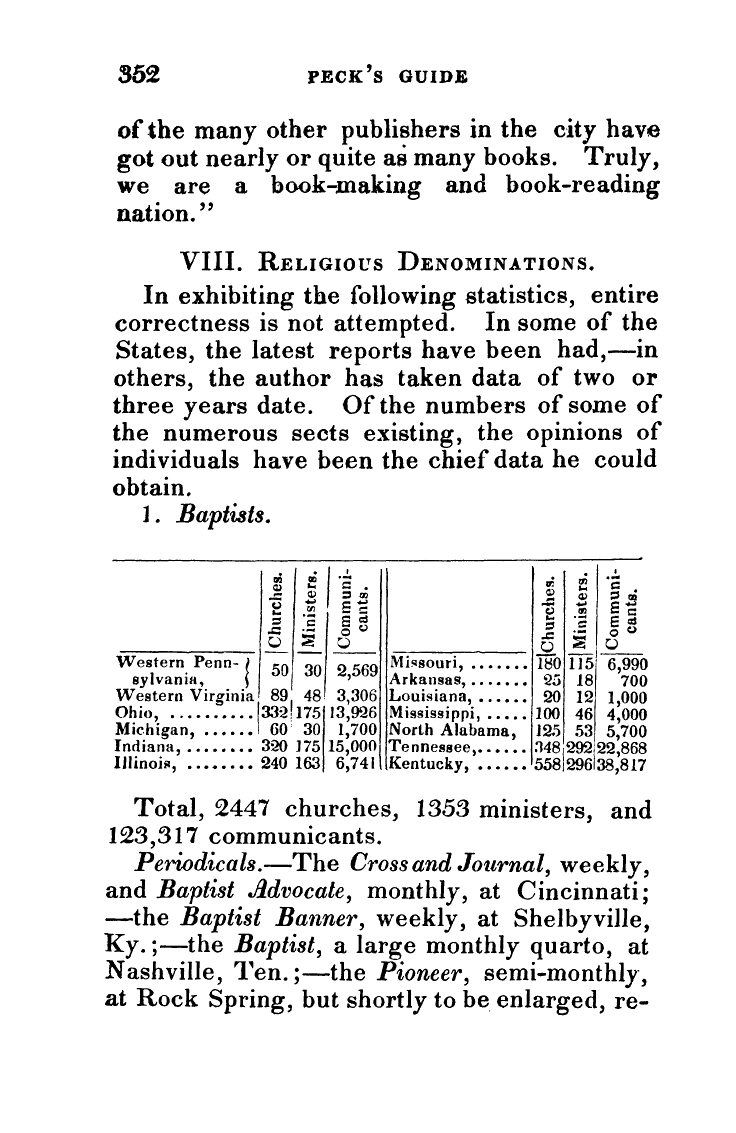 352 PECK'S GUIDE
of the many other publishers in the city have
got out nearly or quite as many books. Truly,
we are a book-making and book-reading
nation."
VIII. RELIGIOUS DENOMINATIONS.
In exhibiting the following statistics, entire
correctness is not attempted. In some of the
States, the latest reports have been had,—in
others, the author has taken data of two or
three years date. Of the numbers of some of
the numerous sects existing, the opinions of
individuals have been the chief data he could
obtain.
1. Baptists.
Churches. Ministers. Communi-cants. Churches. Ministers. Communi-cants.
Western Penn-sylvania, 50 30 2,569 Missouri, ....... 180 115 6,990
Arkansas, ....... 25 18 700
Western Virginia 89 48 3,306 Louisiana, ...... 20 12 1,000
Ohio, .......... 332 175 13,926 Mississippi, ..... 100 46 4,000
Michigan, ...... 60 30 1,700 North Alabama, 125 53 5,700
Indiana, ........ 320 175 15,000 Tennessee,...... 348 292 22,868
Illinois, ........ 240 163 6,741 Kentucky, ...... 558 296 38,817
Total, 2447 churches, 1353 ministers, and
123,317 communicants.
Periodicals.—The Cross and Journal, weekly,
and Baptist Advocate, monthly, at Cincinnati;
—the Baptist Banner, weekly, at Shelbyville,
Ky.;—the Baptist, a large monthly quarto, at
Nashville, Ten.;—the Pioneer, semi-monthly,
at Rock Spring, but shortly to be enlarged, re-